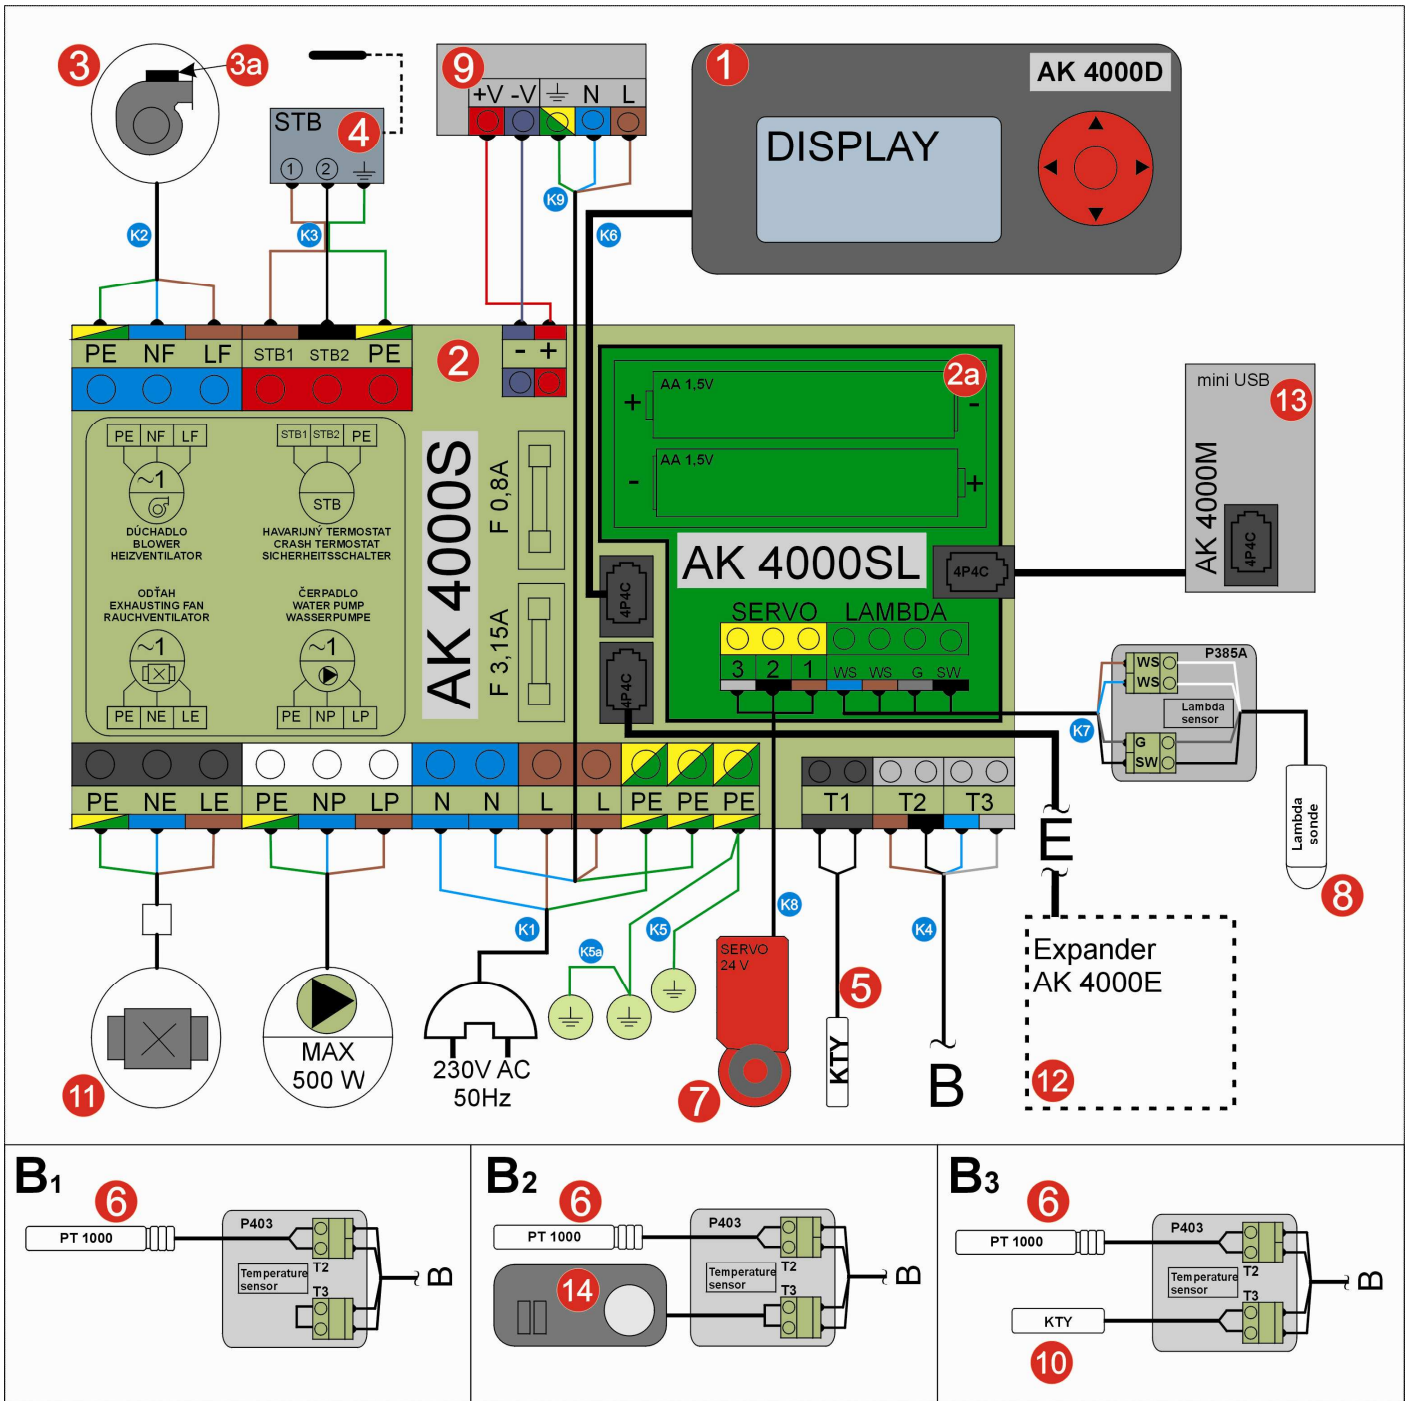 3
3a
STB
4
1
2
9
+V -V N L
1
AK 4000D
DISPLAY
K2
K3
K9
K6
PE NF LF
STB1 STB2 PE
2
- +
2a
AA 1,5V
+ -
AA 1,5V
- +
mini USB
13
AK 4000M
4P4C
PE NF LF
~1
DÚCHADLO
BLOWER
HEIZVENTILATOR
STB1 STB2 PE
STB
HAVARIJNÝ TERMOSTAT
CRASH TERMOSTAT
SICHERHEITSSCHALTER
ODŤAH
EXHAUSTING FAN
RAUCHVENTILATOR
~1
PE NE LE
ČERPADLO
WATER PUMP
WASSERPUMPE
~1
PE NP LP
AK 4000S
F 0,8A
F 3,15A
4P4C
4P4C
AK 4000SL
4P4C
SERVO LAMBDA
3 2 1 WS WS G SW
P385A
WS
WS
Lambda
sensor
G
SW
K7
Lambda
sonde
8
PE NE LE
PE NP LP
N N L L PE PE PE
T1 T2 T3
E
K1
K5a
K5
K8
K4
11
MAX
500 W
230V AC
50Hz
SERVO
24 V
7
5
KTY
B
Expander
AK 4000E
12
B1
6
PT 1000
P403
T2
Temperature
sensor
T3
B
B2
6
PT 1000
P403
T2
Temperature
sensor
T3
14
B
B3
6
PT 1000
P403
T2
Temperature
sensor
T3
KTY
10
B